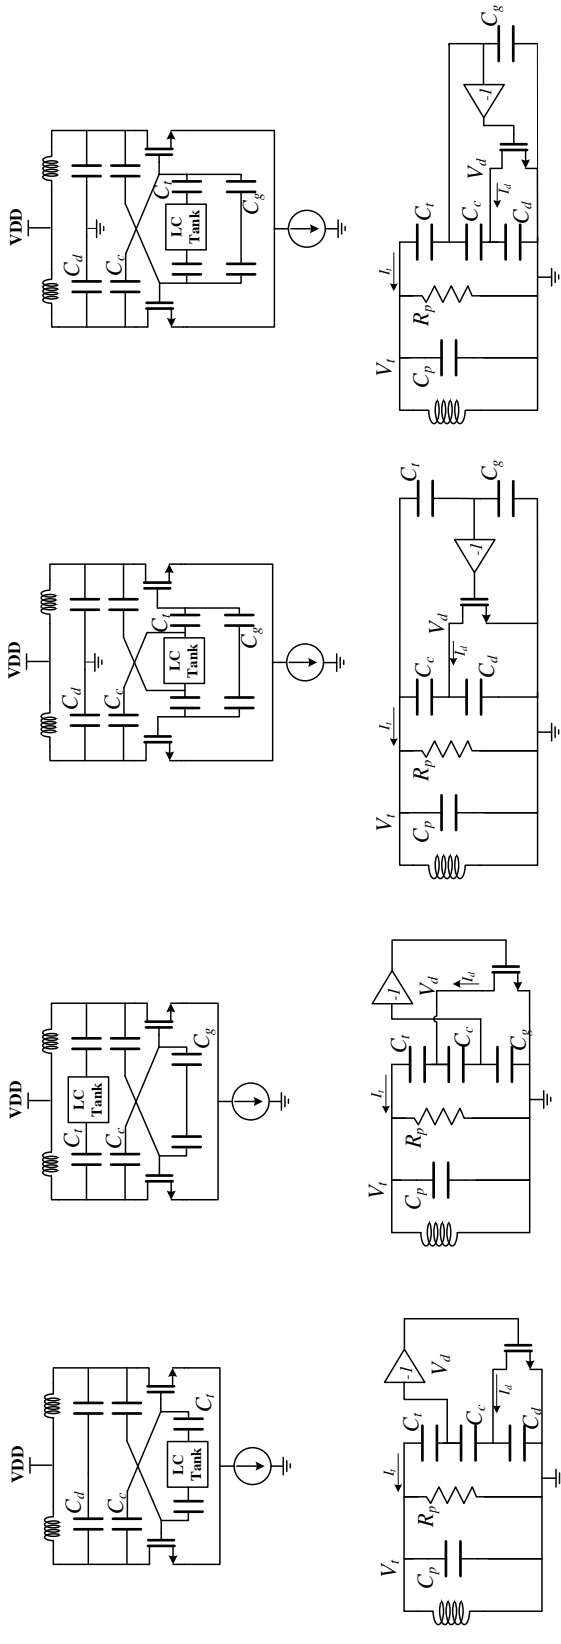 VDD
C_d
C_c
C_t
LC
Tank
C_g
V_t
C_p
R_p
I_t
C_t
C_c
C_d
V_d
I_d
-1
C_g
VDD
C_d
C_c
C_t
LC
Tank
C_g
V_t
C_p
R_p
I_t
C_c
C_d
V_d
I_d
-1
C_t
C_g
VDD
C_t
LC
Tank
C_c
C_g
V_t
C_p
R_p
I_t
C_t
C_c
C_g
V_d
I_d
-1
VDD
C_d
C_c
C_t
LC
Tank
V_t
C_p
R_p
I_t
C_t
C_c
C_d
V_d
I_d
-1